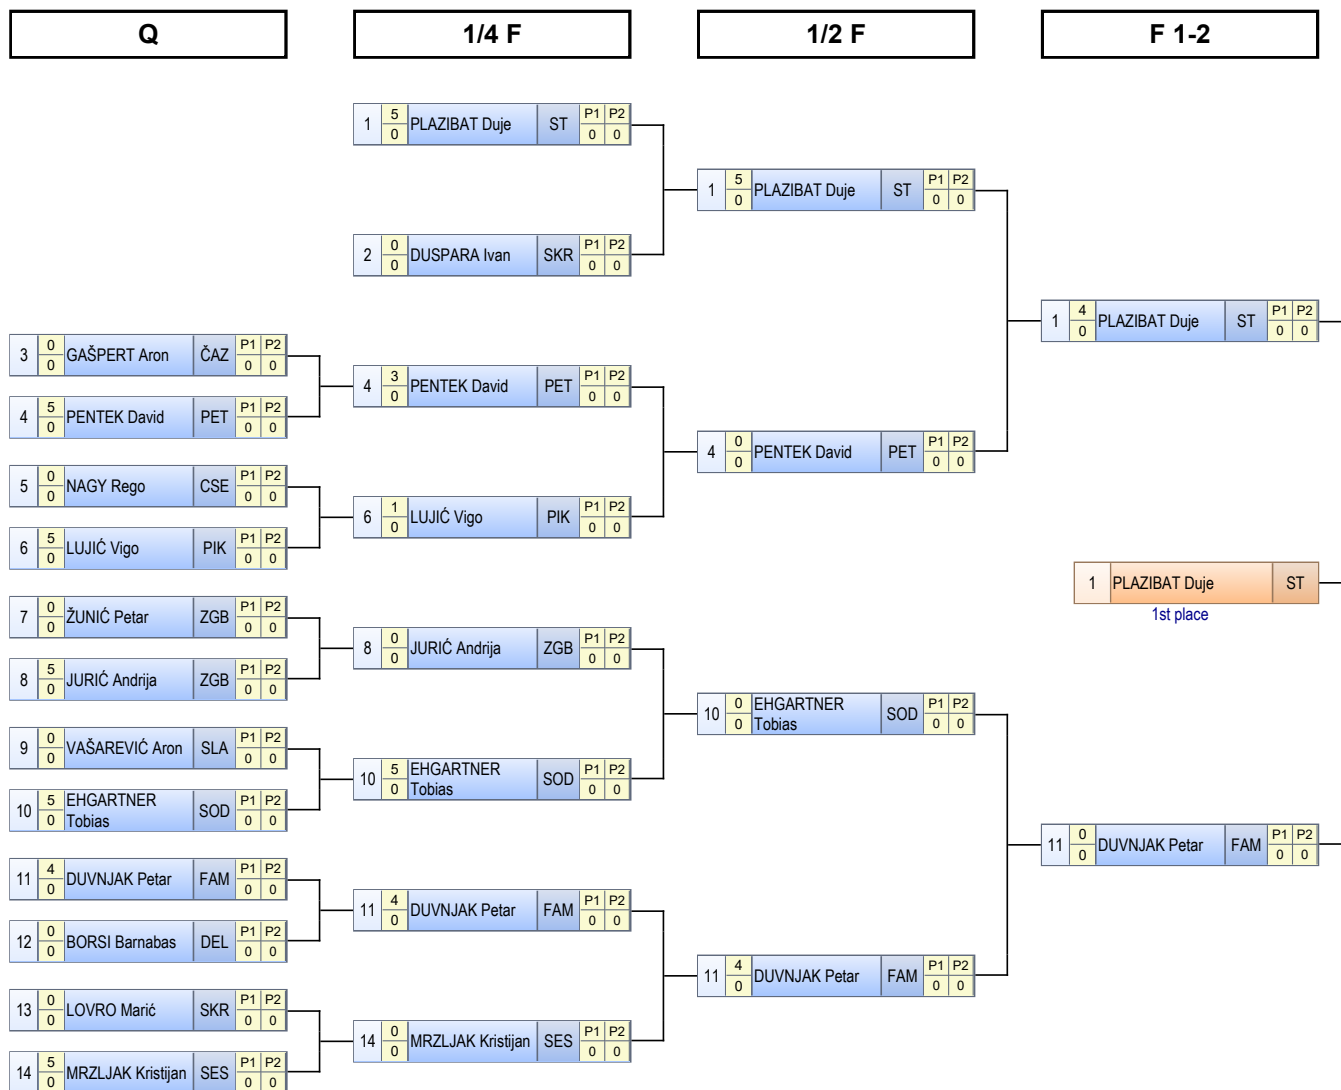 Q
1/4 F
1/2 F
F 1-2
1 5 0 PLAZIBAT Duje ST P1 P2 0 0
1 5 0 PLAZIBAT Duje ST P1 P2 0 0
2 0 0 DUSPARA Ivan SKR P1 P2 0 0
1 4 0 PLAZIBAT Duje ST P1 P2 0 0
3 0 0 GAŠPERT Aron ČAZ P1 P2 0 0
4 3 0 PENTEK David PET P1 P2 0 0
4 5 0 PENTEK David PET P1 P2 0 0
4 0 0 PENTEK David PET P1 P2 0 0
5 0 0 NAGY Rego CSE P1 P2 0 0
6 1 0 LUJIĆ Vigo PIK P1 P2 0 0
6 5 0 LUJIĆ Vigo PIK P1 P2 0 0
1 PLAZIBAT Duje ST
1st place
7 0 0 ŽUNIĆ Petar ZGB P1 P2 0 0
8 0 0 JURIĆ Andrija ZGB P1 P2 0 0
8 5 0 JURIĆ Andrija ZGB P1 P2 0 0
10 0 0 EHGARTNER
Tobias SOD P1 P2 0 0
9 0 0 VAŠAREVIĆ Aron SLA P1 P2 0 0
10 5 0 EHGARTNER
Tobias SOD P1 P2 0 0
10 5 0 EHGARTNER
Tobias SOD P1 P2 0 0
11 0 0 DUVNJAK Petar FAM P1 P2 0 0
11 4 0 DUVNJAK Petar FAM P1 P2 0 0
11 4 0 DUVNJAK Petar FAM P1 P2 0 0
12 0 0 BORSI Barnabas DEL P1 P2 0 0
11 4 0 DUVNJAK Petar FAM P1 P2 0 0
13 0 0 LOVRO Marić SKR P1 P2 0 0
14 0 0 MRZLJAK Kristijan SES P1 P2 0 0
14 5 0 MRZLJAK Kristijan SES P1 P2 0 0